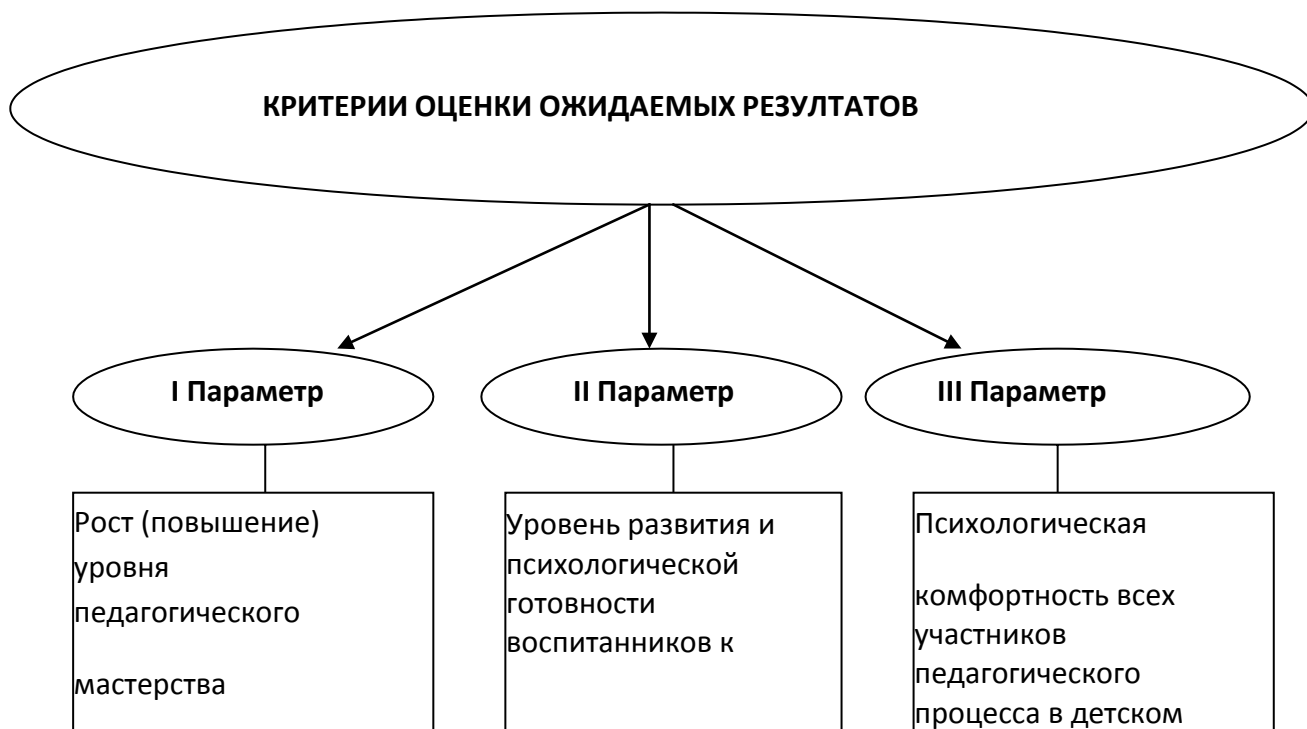 КРИТЕРИИ ОЦЕНКИ ОЖИДАЕМЫХ РЕЗУЛТАТОВ
I Параметр
II Параметр
III Параметр
Рост (повышение)
уровня
педагогического
мастерства
Уровень развития и
психологической
готовности
воспитанников к
Психологическая
комфортность всех
участников
педагогического
процесса в детском